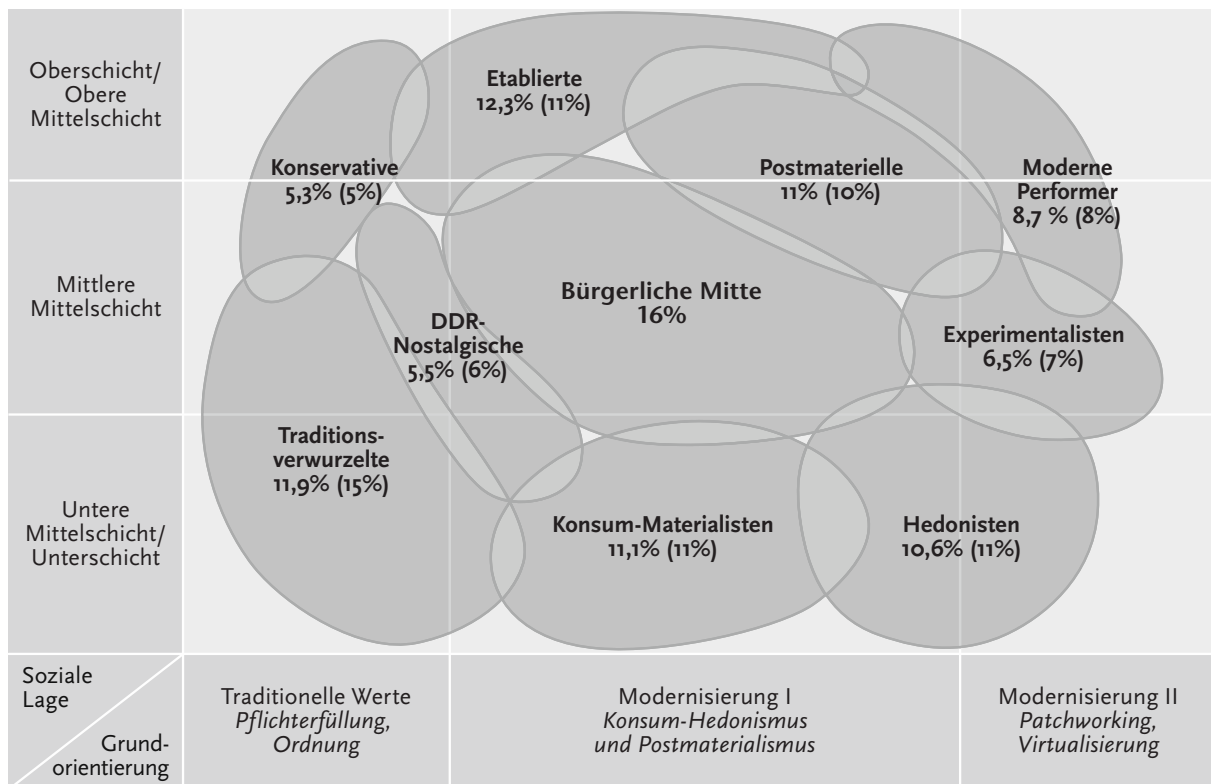 Oberschicht/
Obere
Mittelschicht
Etablierte
12,3% (11%)
Konservative
5,3% (5%)
Postmaterielle
11% (10%)
Moderne
Performer
8,7 % (8%)
Mittlere
Mittelschicht
Bürgerliche Mitte
16%
DDR-
Nostalgische
5,5% (6%)
Experimentalisten
6,5% (7%)
Traditions-
verwurzelte
11,9% (15%)
Untere
Mittelschicht/
Unterschicht
Konsum-Materialisten
11,1% (11%)
Hedonisten
10,6% (11%)
Soziale
Lage
Grund-
orientierung
Traditionelle Werte
Pflichterfüllung,
Ordnung
Modernisierung I
Konsum-Hedonismus
und Postmaterialismus
Modernisierung II
Patchworking,
Virtualisierung